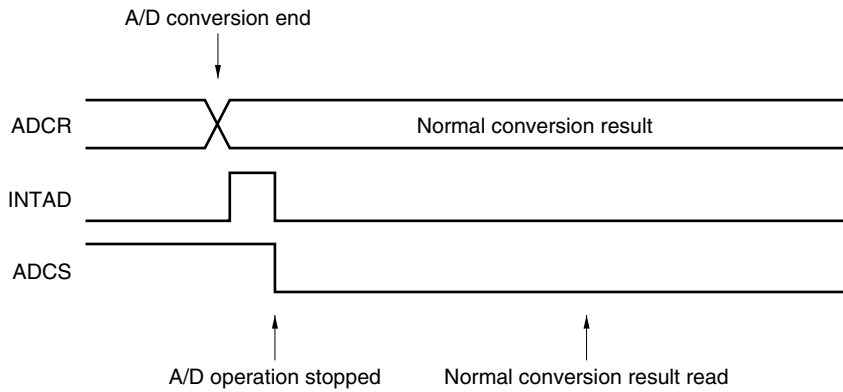 A/D conversion end
ADCR
Normal conversion result
INTAD
ADCS
A/D operation stopped
Normal conversion result read